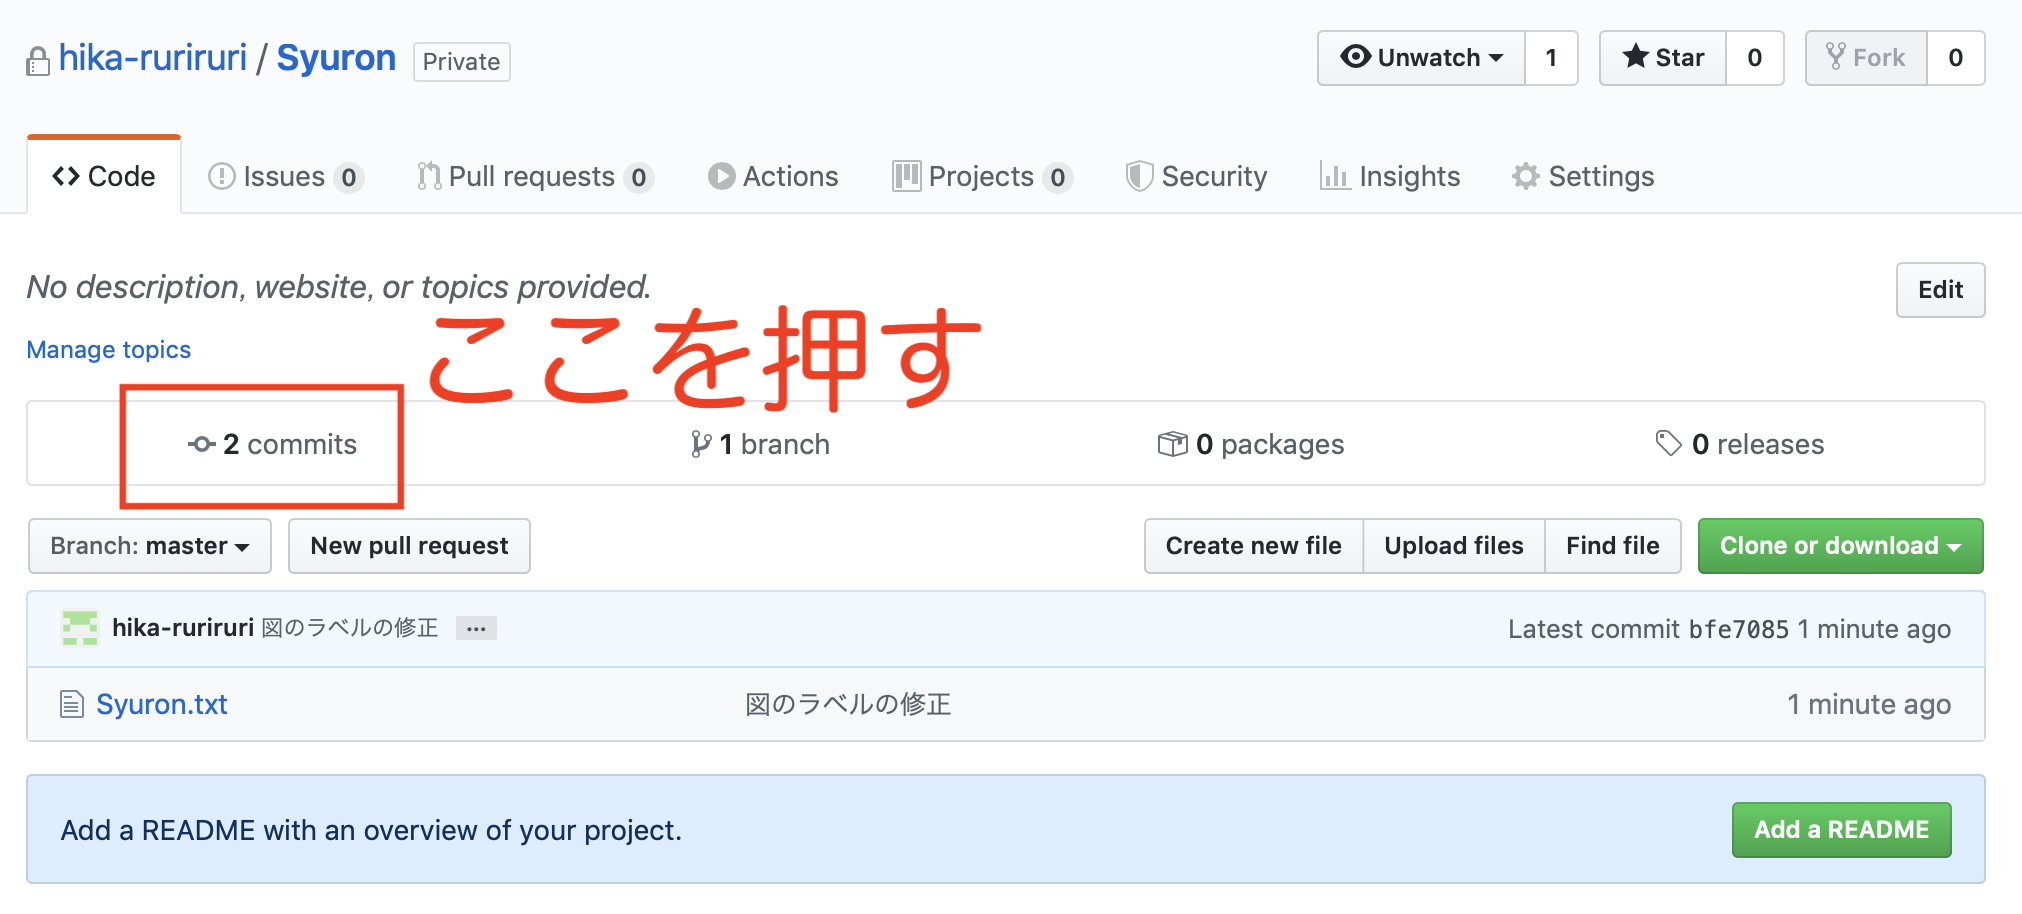 hika-ruriruri / Syuron Private
Unwatch 1 Star 0 Fork 0
Code Issues 0 Pull requests 0 Actions Projects 0 Security Insights Settings
No description, website, or topics provided.
Edit
Manage topics
ここを押す
2 commits 1 branch 0 packages 0 releases
Branch: master New pull request Create new file Upload files Find file Clone or download
hika-ruriruri 図のラベルの修正 ... Latest commit bfe7085 1 minute ago
Syuron.txt 図のラベルの修正 1 minute ago
Add a README with an overview of your project. Add a README